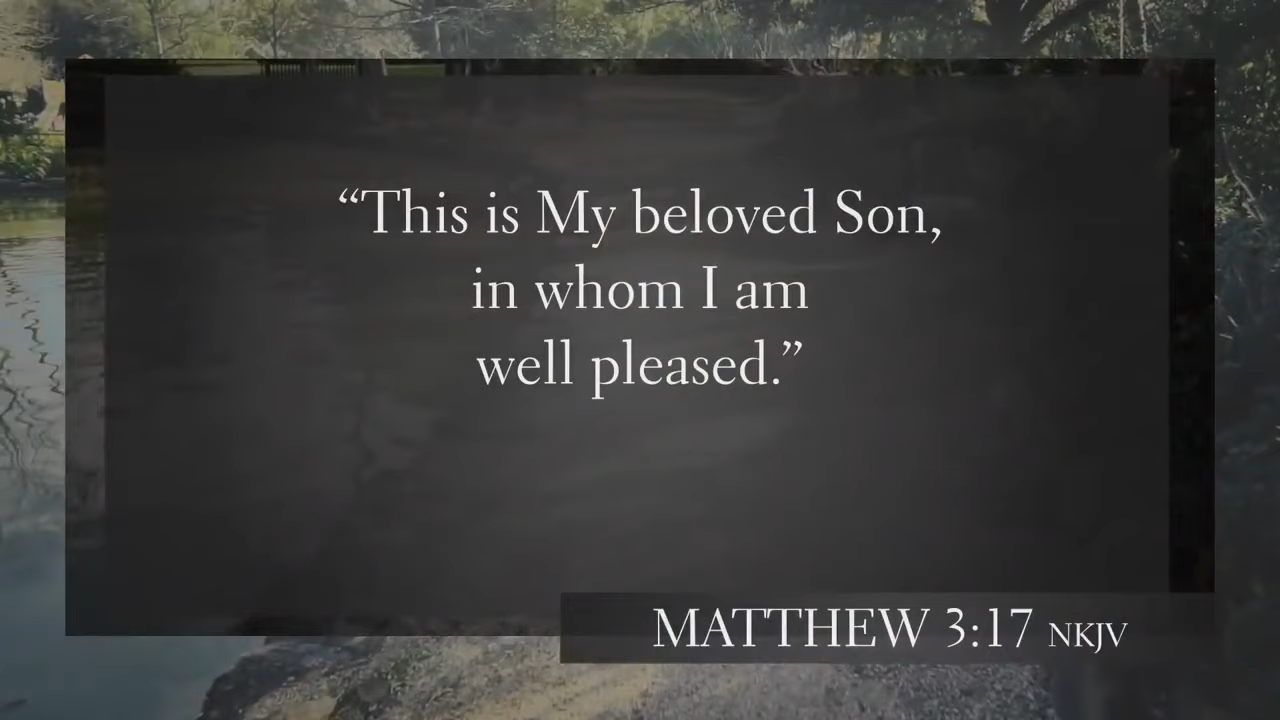 “This is My beloved Son,
in whom I am
well pleased.”
MATTHEW 3:17 NKJV